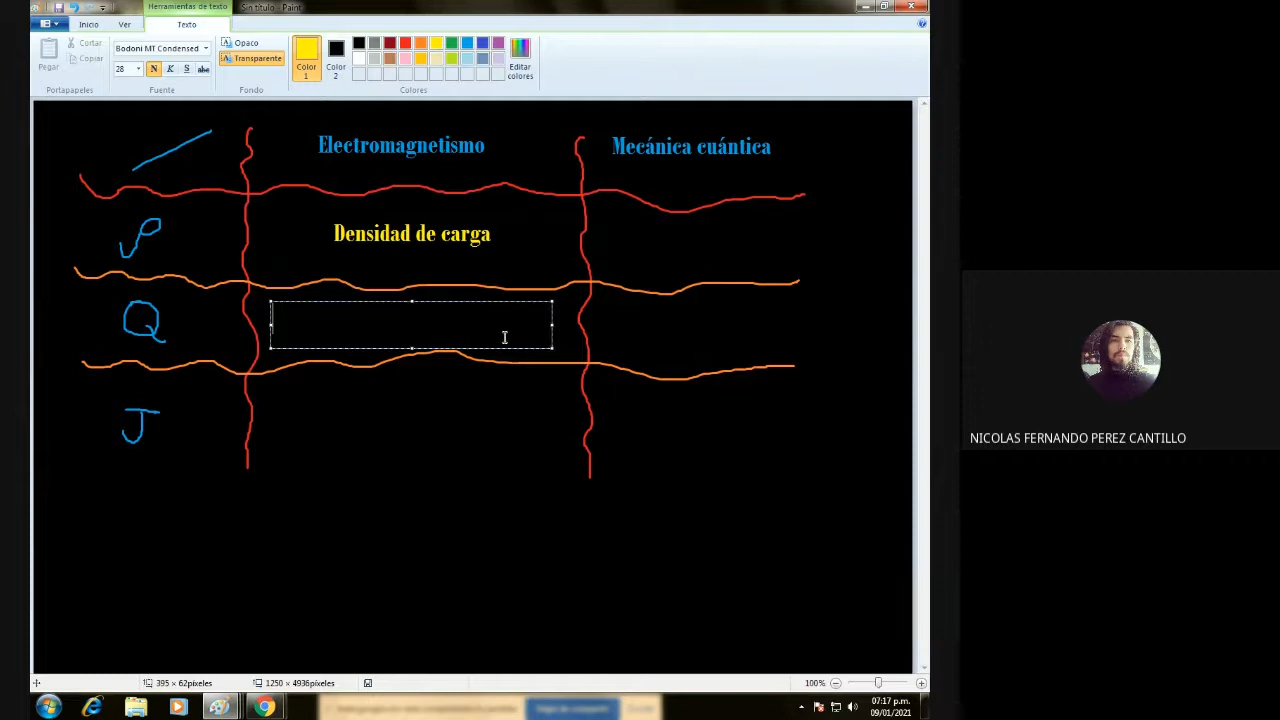 Herramientas de texto
Sin título - Paint
Inicio
Ver
Texto
Pegar
Cortar
Copiar
Portapapeles
Bodoni MT Condensed
28
N K S abc
Fuente
Opaco
Transparente
Fondo
Color 1
Color 2
Editar colores
Colores
Electromagnetismo
Mecánica cuántica
ρ
Densidad de carga
Q
J
NICOLAS FERNANDO PEREZ CANTILLO
395 × 62píxeles
1250 × 4936píxeles
100%
07:17 p.m.
09/01/2021